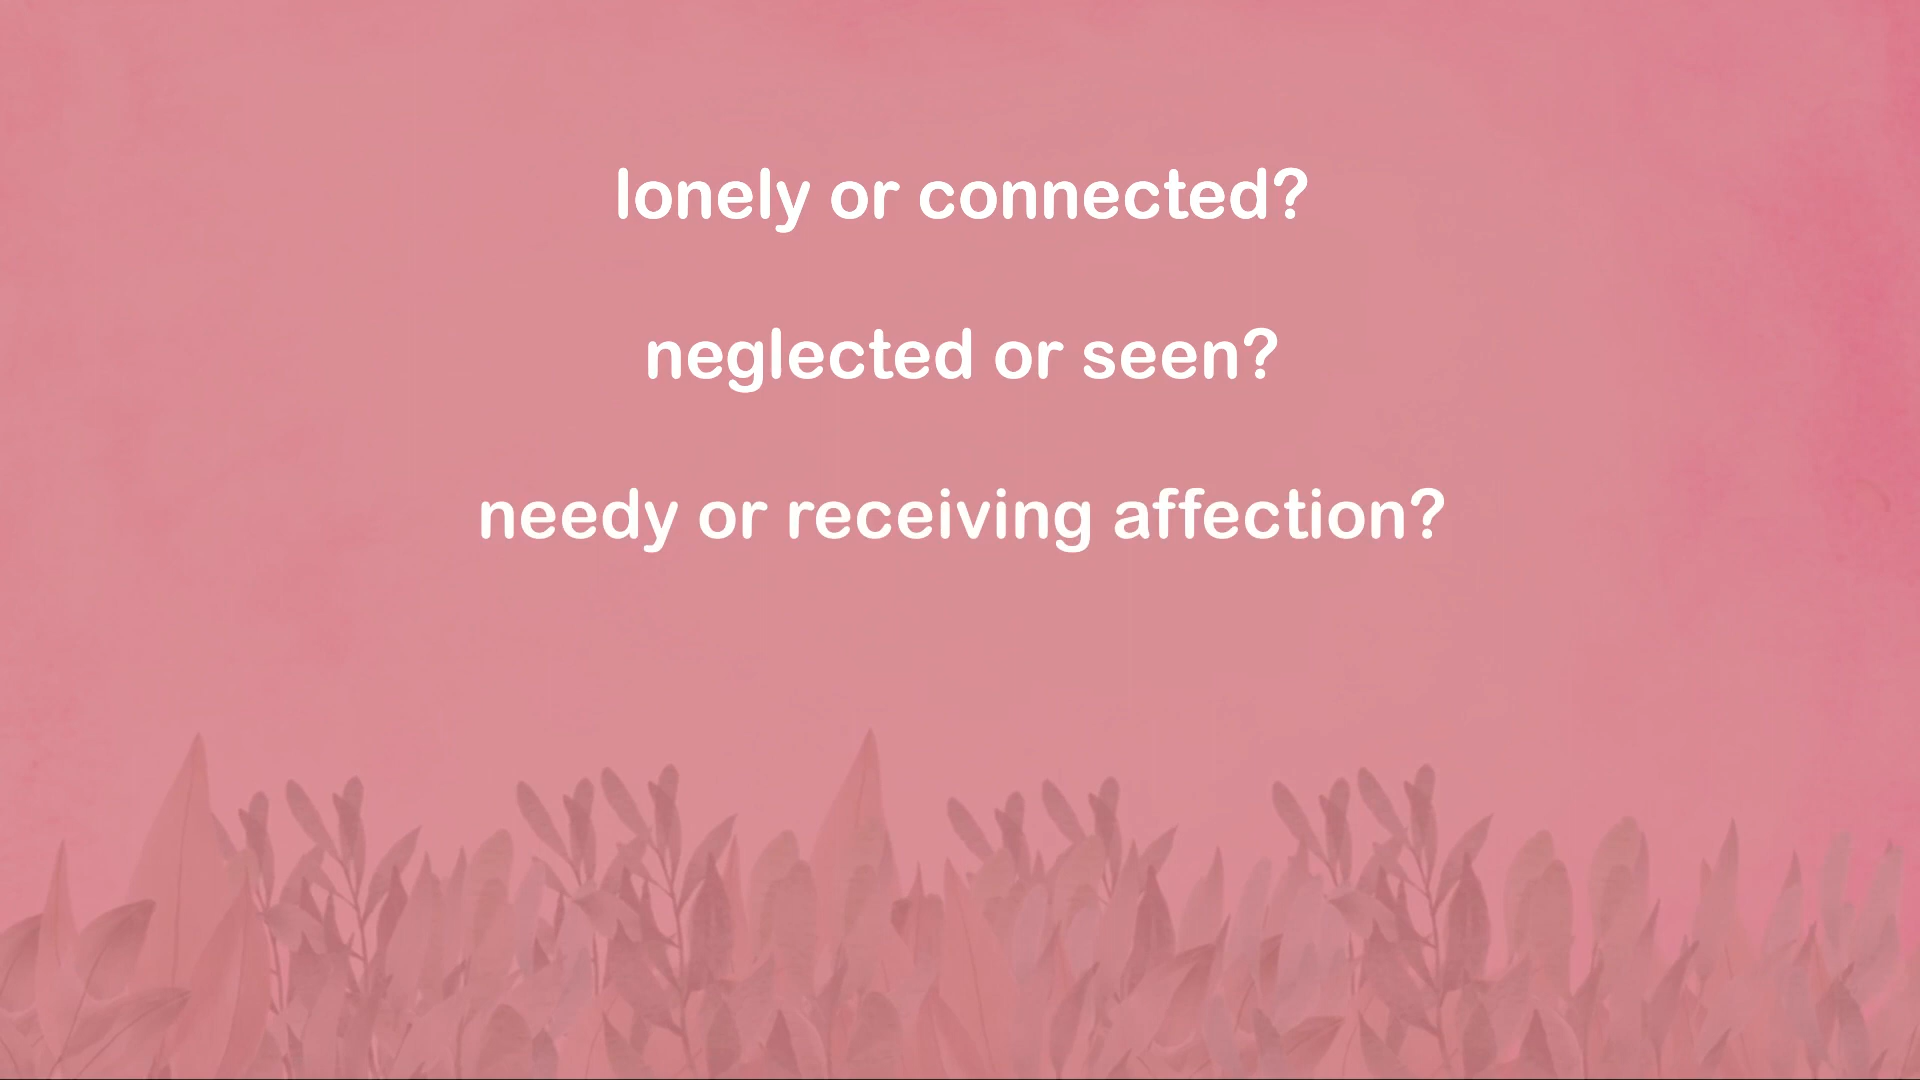 lonely or connected?
neglected or seen?
needy or receiving affection?